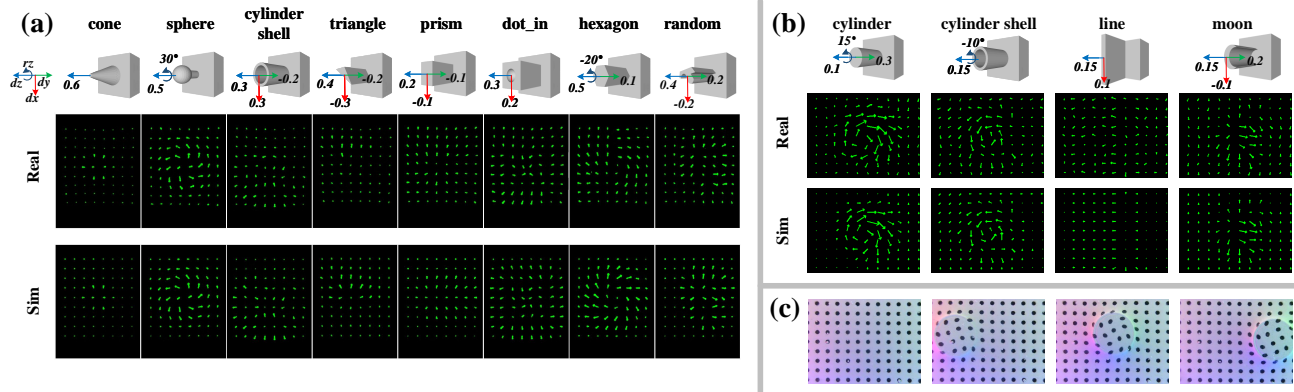 (a)
cone
sphere
cylinder
shell
triangle
prism
dot_in
hexagon
random
rz
dz
dy
dx
0.6
30°
0.5
0.3
-0.2
0.3
0.4
-0.2
-0.3
0.2
-0.1
-0.1
0.3
0.2
-20°
0.5
0.1
0.4
0.2
-0.2
Real
Sim
(b)
cylinder
cylinder shell
line
moon
15°
0.1
0.3
-10°
0.15
0.15
0.1
0.15
0.2
-0.1
Real
Sim
(c)